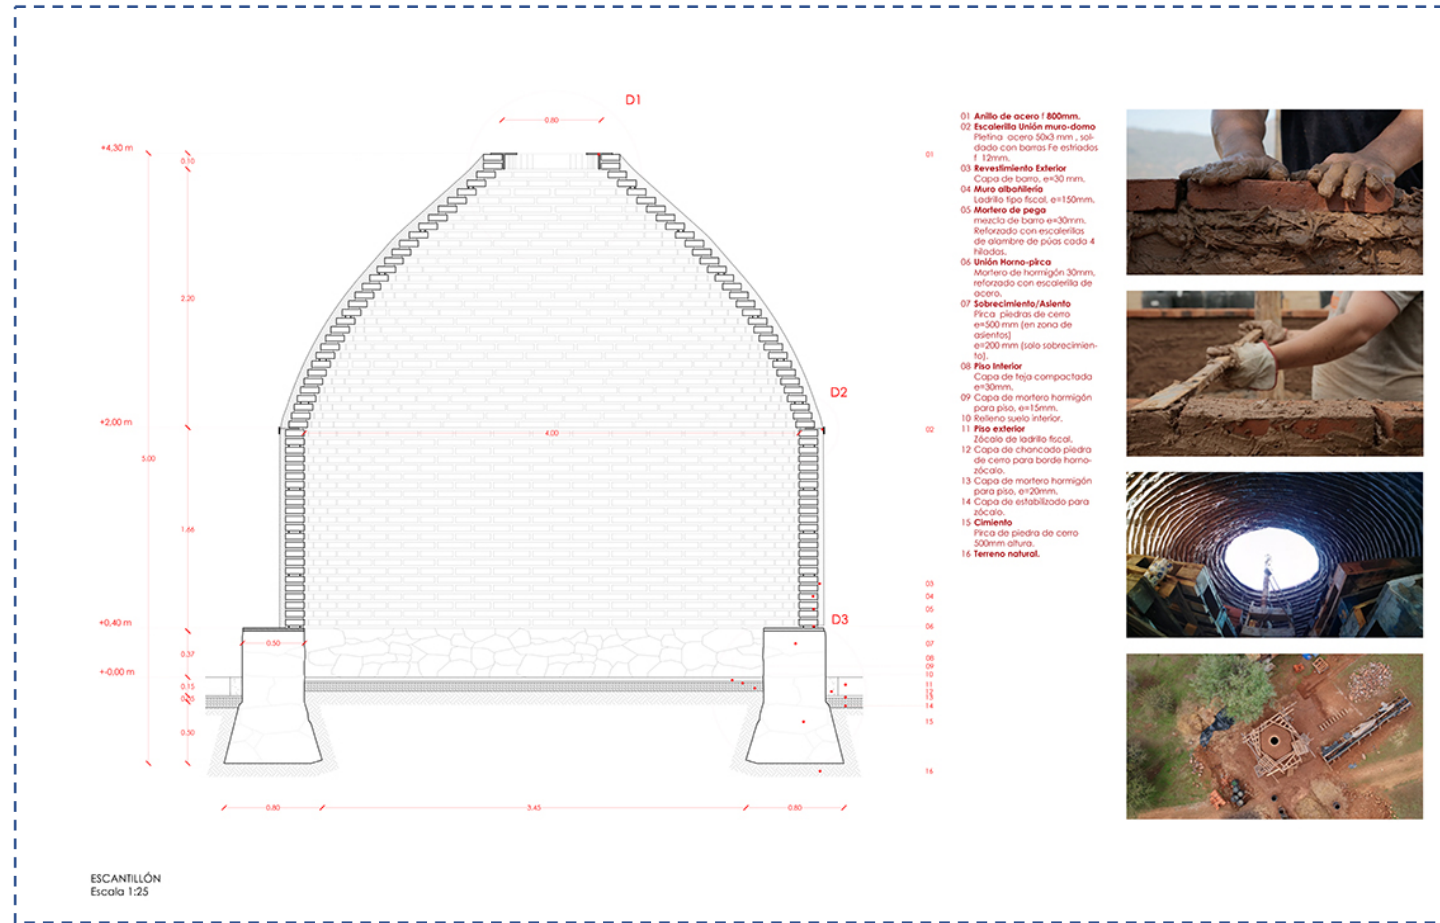 D1
0.80
+4,30 m
0.10
2.20
D2
+2,00 m
4.00
5.00
1.66
D3
+0,40 m
0.50
0.37
+-0,00 m
0.15
0.50
0.80
3.45
0.80
01
02
03
04
05
06
07
08
09
10
11
12
13
14
15
16
01 Anillo de acero f 800mm.
02 Escalerilla Unión muro-domo
Pletina acero 50x3 mm , sol-
dado con barras Fe estriados
f 12mm.
03 Revestimiento Exterior
Capa de barro, e=30 mm.
04 Muro albañilería
Ladrillo tipo fiscal, e=150mm.
05 Mortero de pega
mezcla de barro e=30mm.
Reforzado con escalerillas
de alambre de púas cada 4
hiladas.
06 Unión Horno-pirca
Mortero de hormigón 30mm,
reforzado con escalerilla de
acero.
07 Sobrecimiento/Asiento
Pirca piedras de cerro
e=500 mm (en zona de
asientos)
e=200 mm (solo sobrecimien-
to).
08 Piso Interior
Capa de teja compactada
e=30mm.
09 Capa de mortero hormigón
para piso, e=15mm.
10 Relleno suelo interior.
11 Piso exterior
Zócalo de ladrillo fiscal.
12 Capa de chancado piedra
de cerro para borde horno-
zócalo.
13 Capa de mortero hormigón
para piso, e=20mm.
14 Capa de estabilizado para
zócalo.
15 Cimiento
Pirca de piedra de cerro
500mm altura.
16 Terreno natural.
ESCANTILLÓN
Escala 1:25